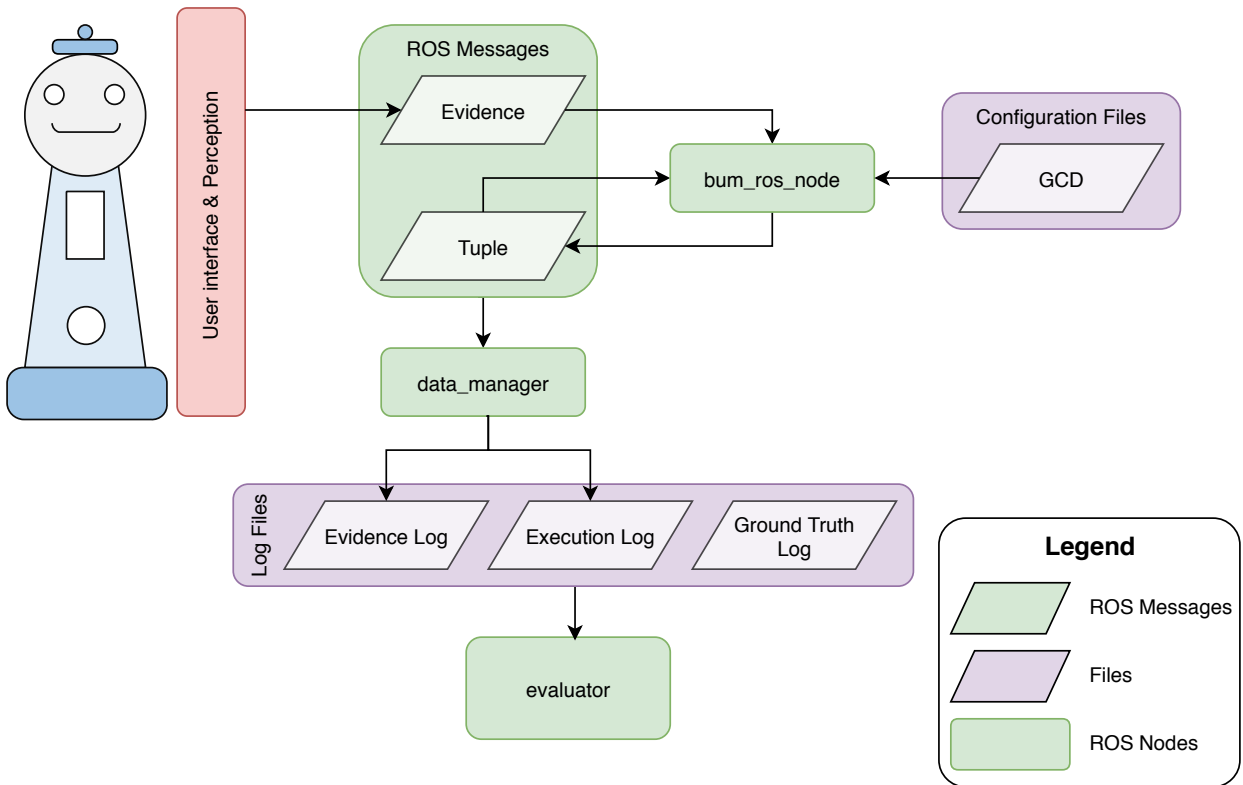 User interface & Perception
ROS Messages
Evidence
Tuple
bum_ros_node
Configuration Files
GCD
data_manager
Log Files
Evidence Log
Execution Log
Ground Truth
Log
evaluator
Legend
ROS Messages
Files
ROS Nodes